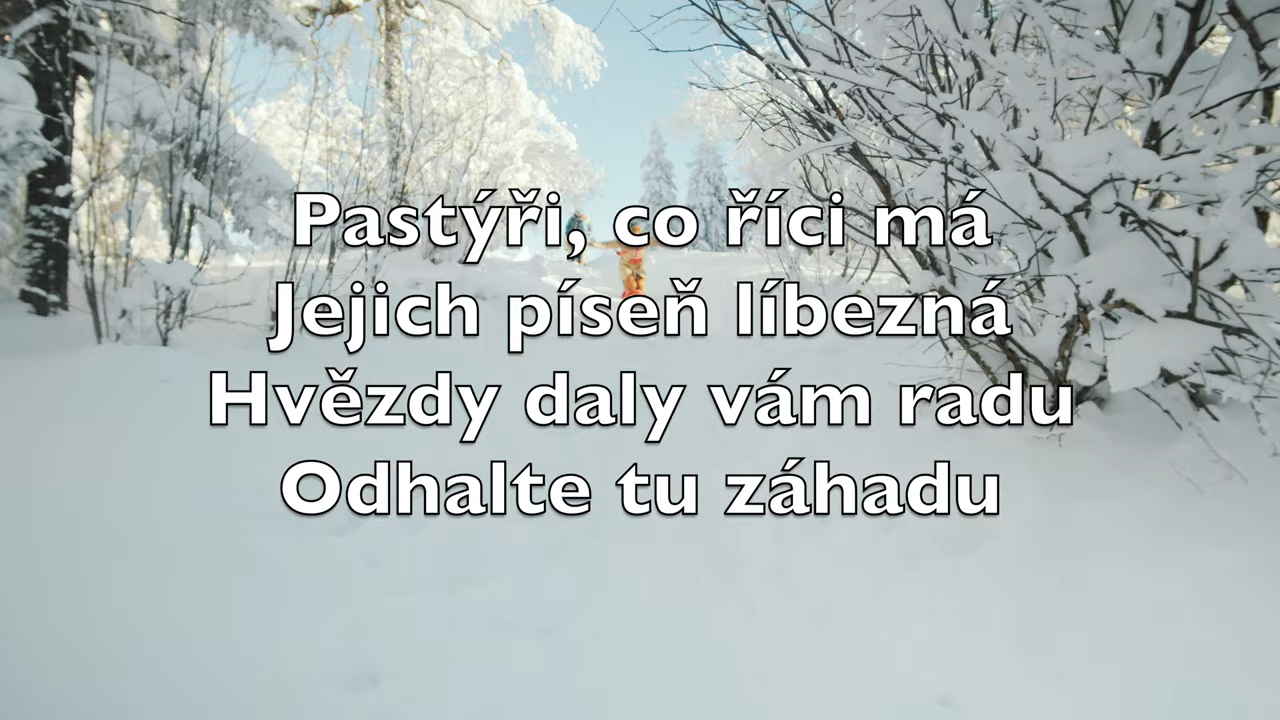 Pastýři, co říci má
Jejich píseň líbezná
Hvězdy daly vám radu
Odhalte tu záhadu